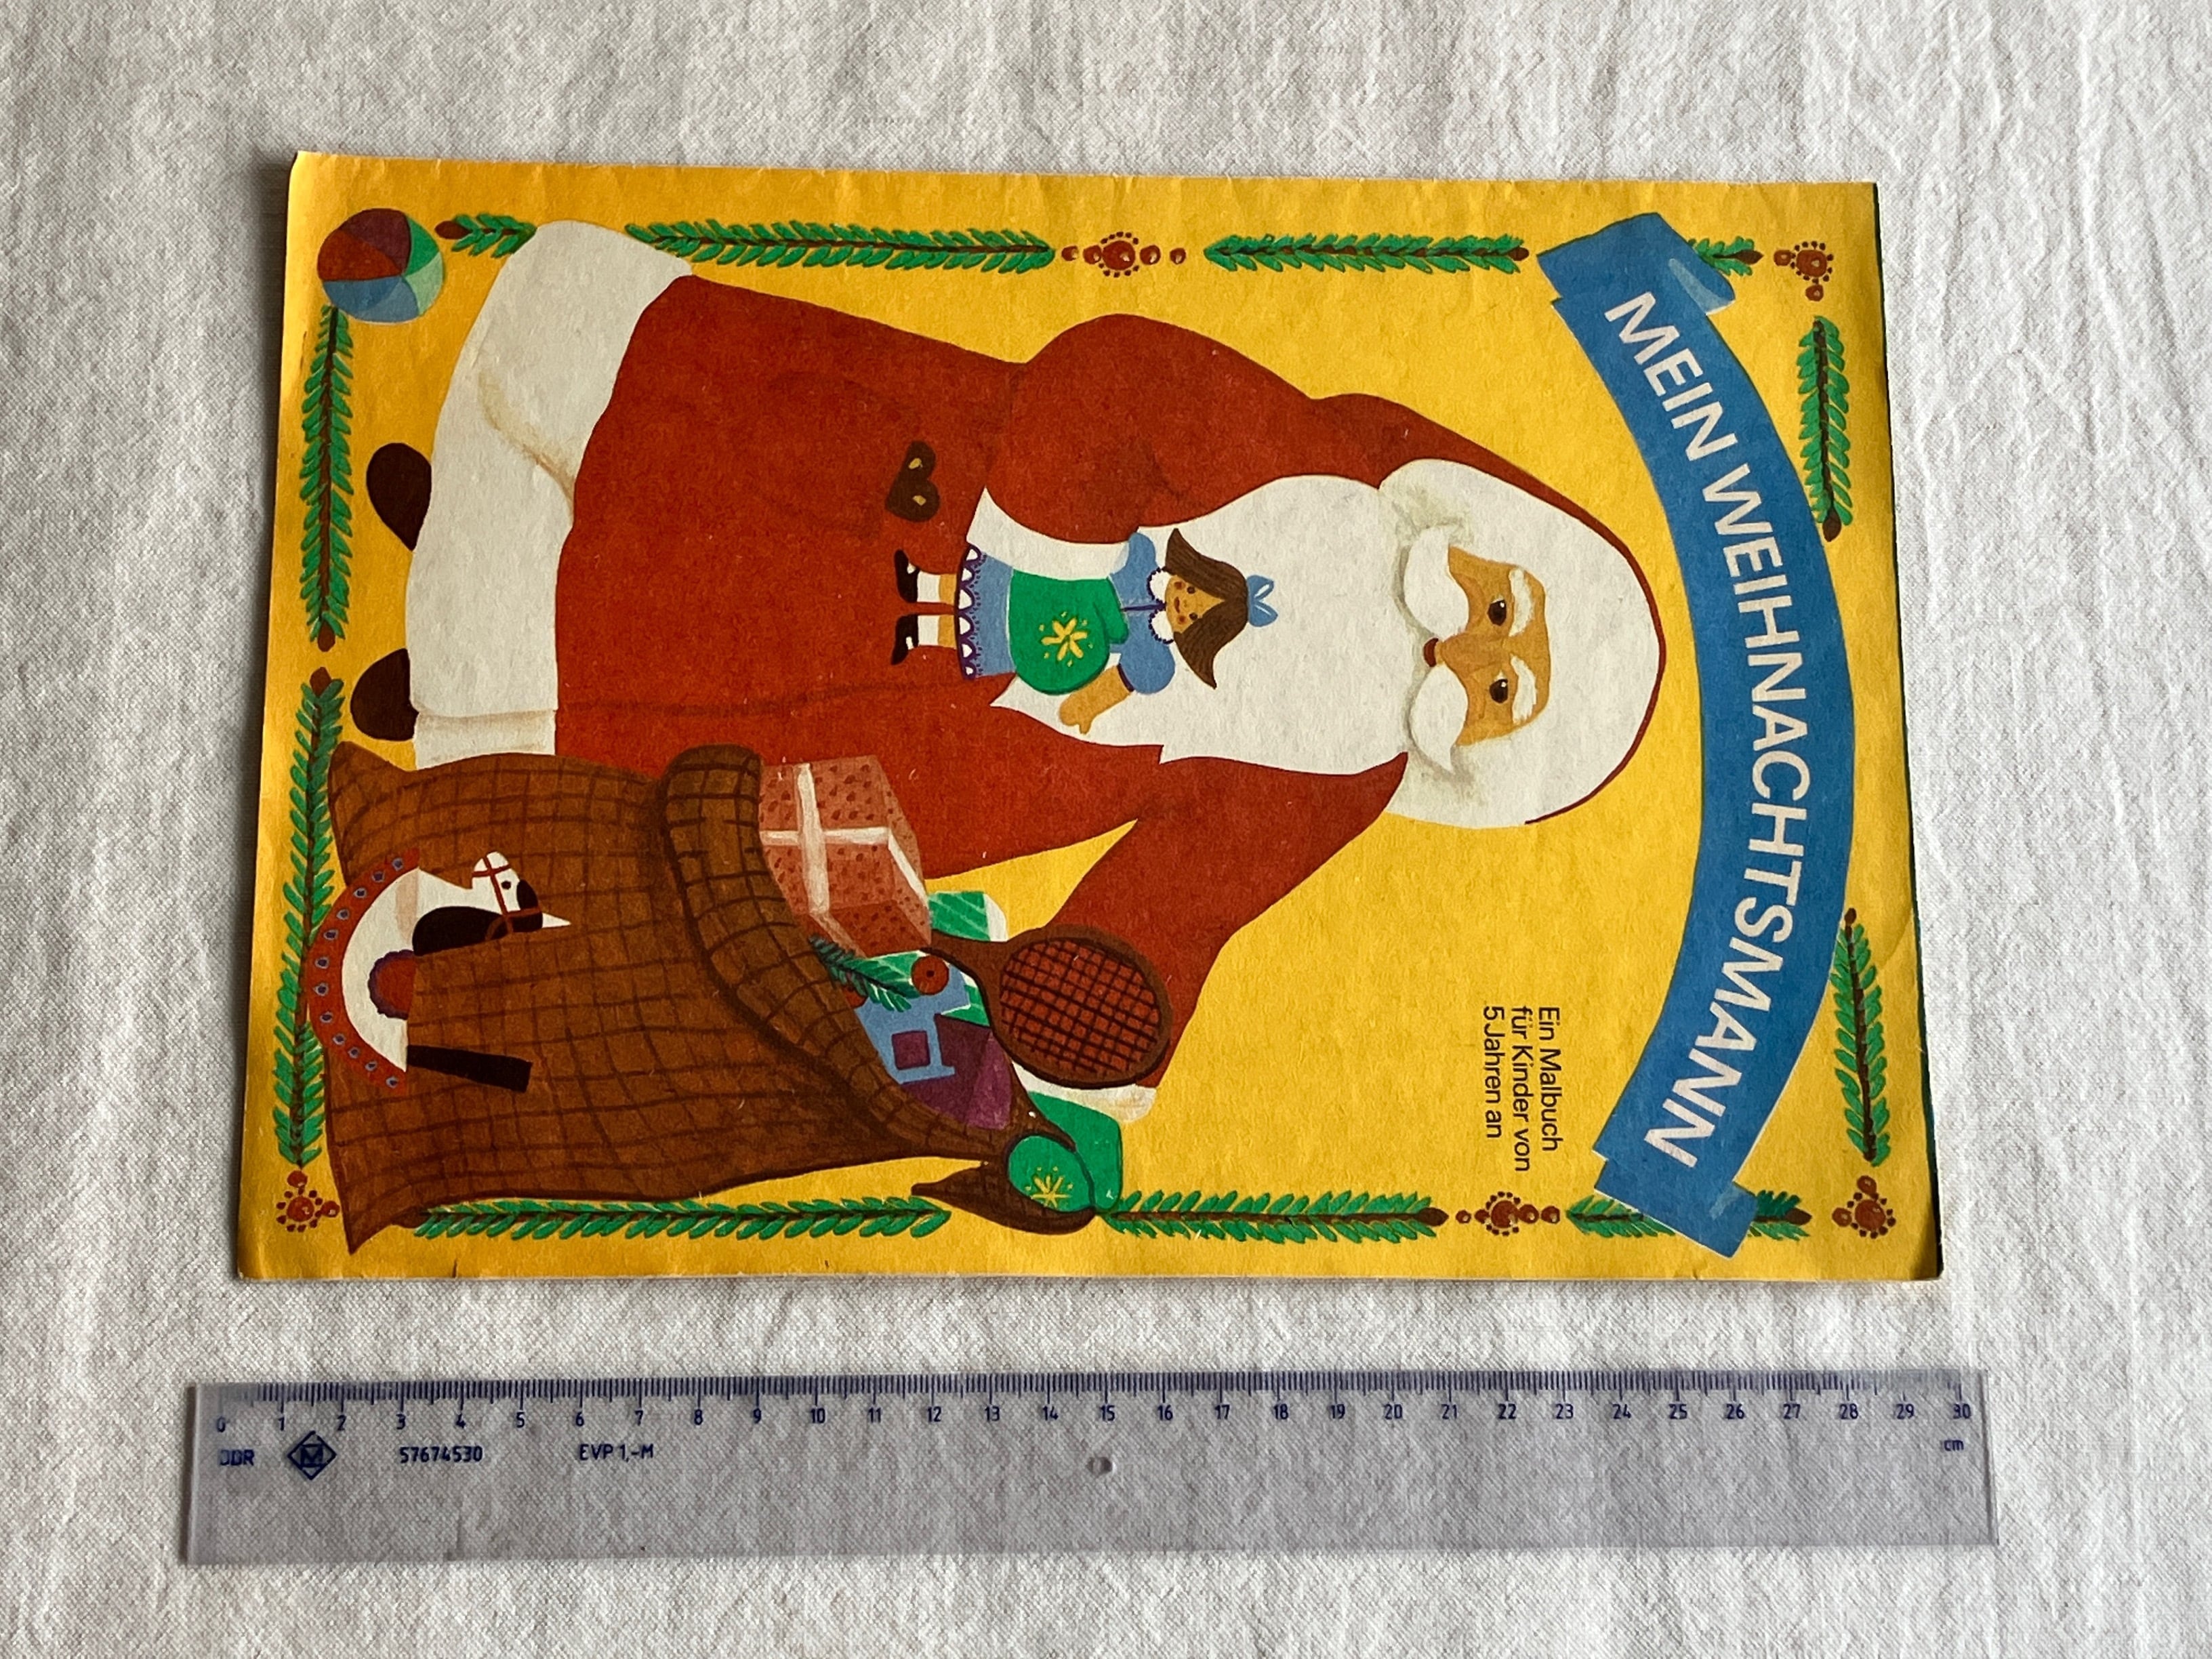 MEIN WEIHNACHTSMANN
Ein Malbuch
für Kinder von
5 Jahren an
0 1 2 3 4 5 6 7 8 9 10 11 12 13 14 15 16 17 18 19 20 21 22 23 24 25 26 27 28 29 30
DDR M 57674530 EVP 1,-M cm